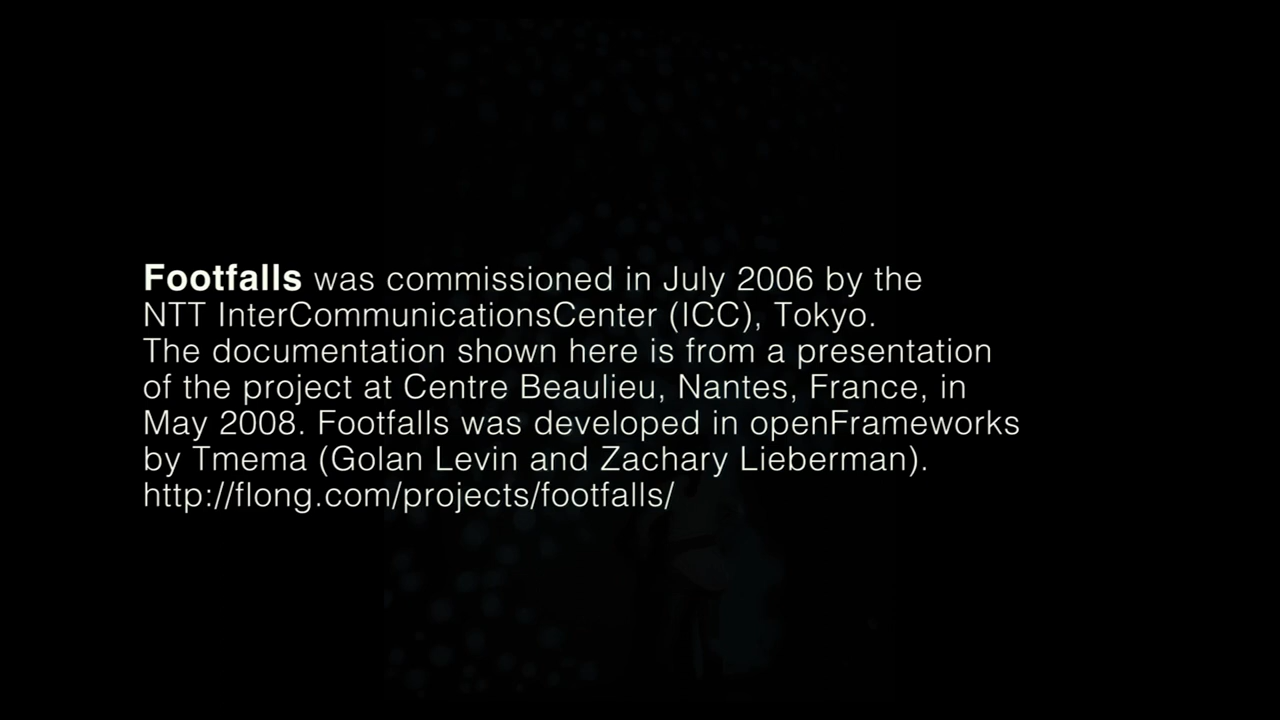 Footfalls was commissioned in July 2006 by the
NTT InterCommunicationsCenter (ICC), Tokyo.
The documentation shown here is from a presentation
of the project at Centre Beaulieu, Nantes, France, in
May 2008. Footfalls was developed in openFrameworks
by Tmema (Golan Levin and Zachary Lieberman).
http://flong.com/projects/footfalls/